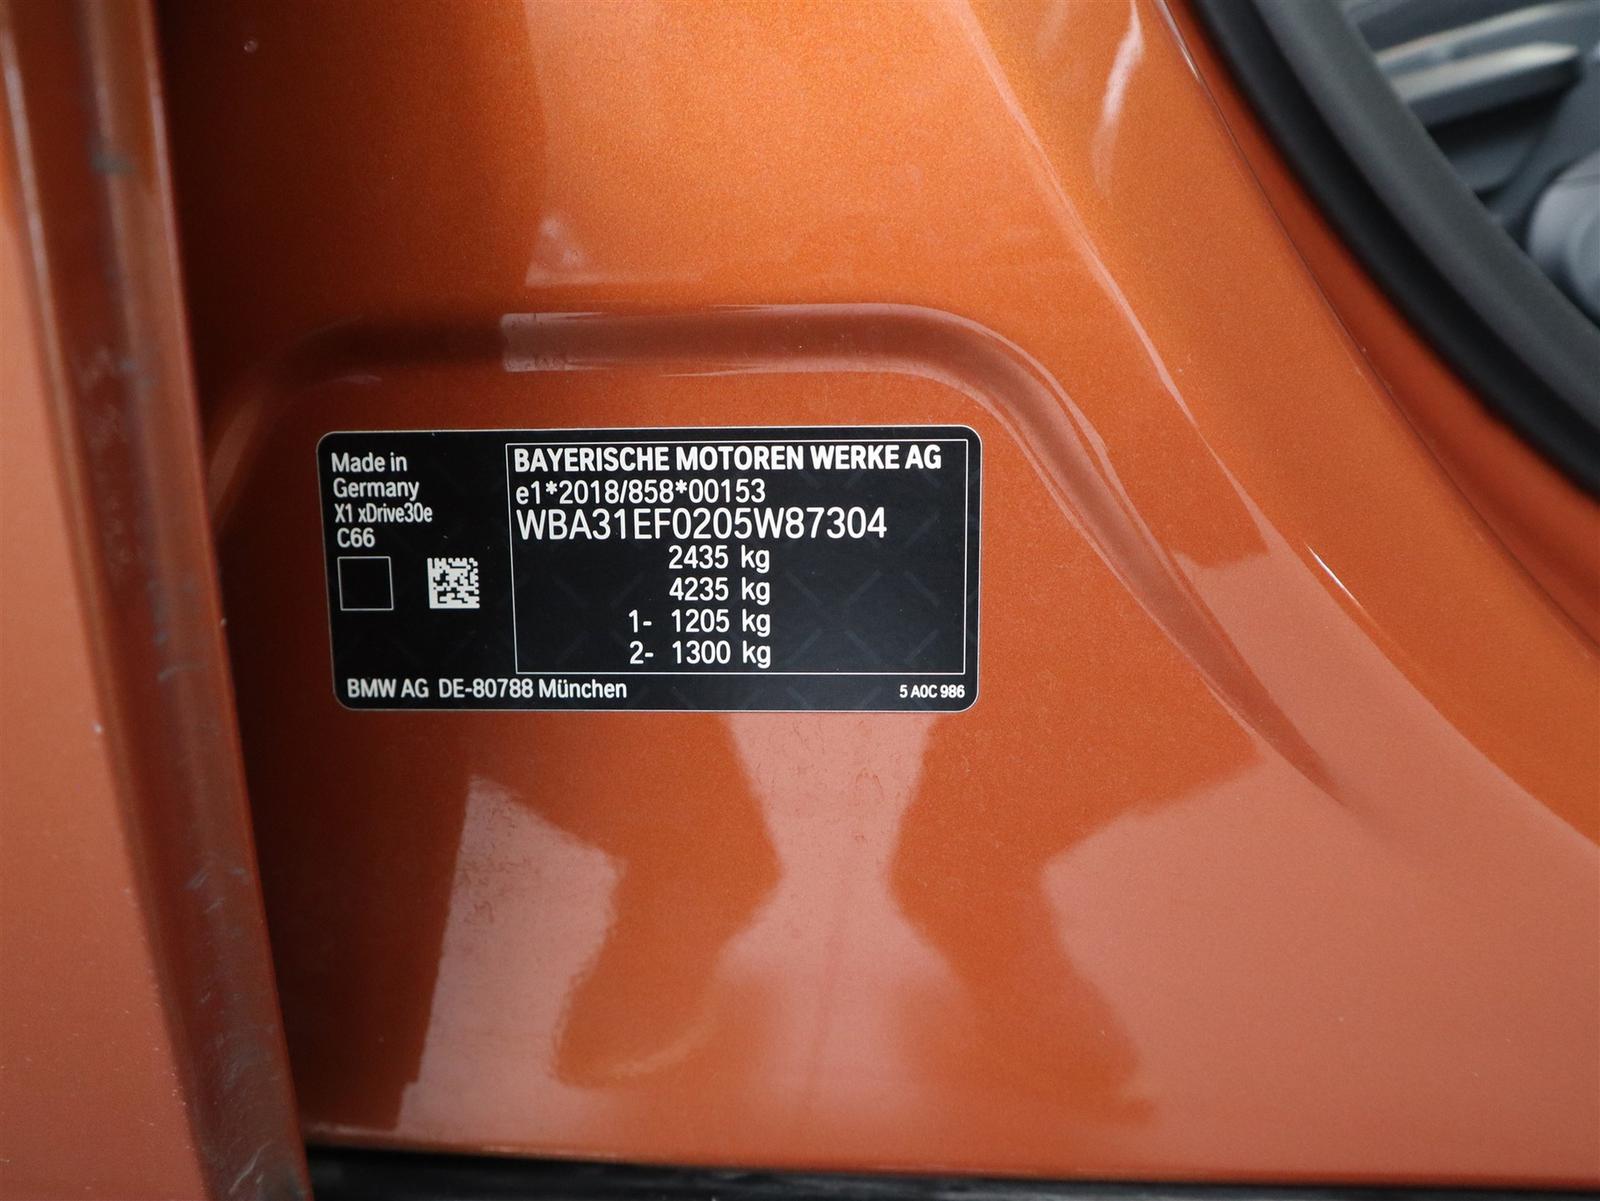 Made in
Germany
X1 xDrive30e
C66
BAYERISCHE MOTOREN WERKE AG
e1*2018/858*00153
WBA31EF0205W87304
2435 kg
4235 kg
1- 1205 kg
2- 1300 kg
BMW AG DE-80788 München
5 A0C 986